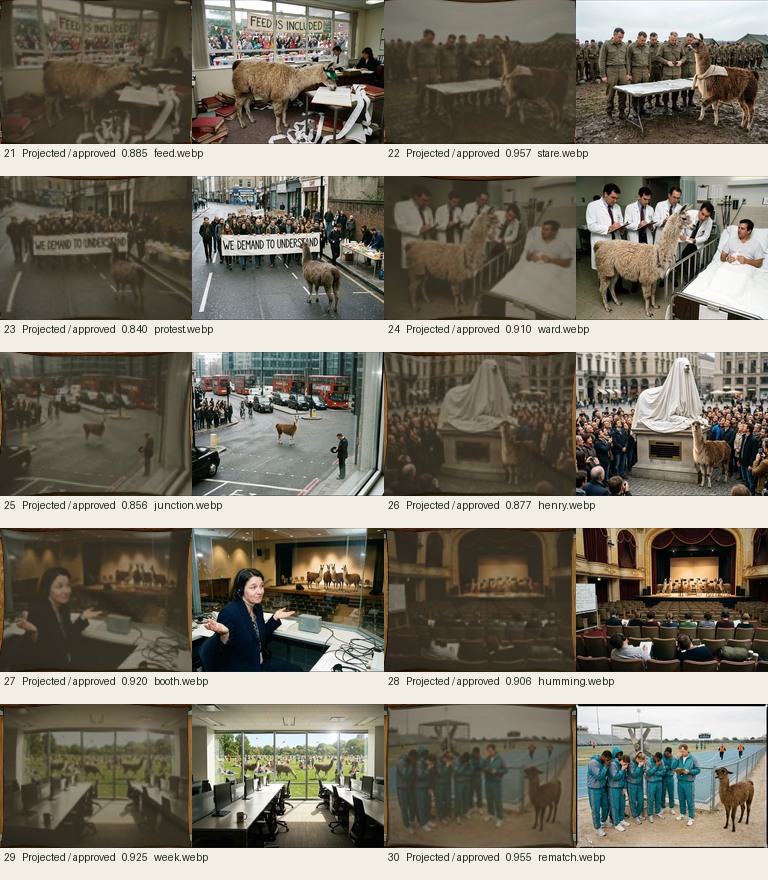 FEED IS INCLUDED
FEED IS INCLUDED
21 Projected / approved 0.885 feed.webp
22 Projected / approved 0.957 stare.webp
WE DEMAND TO UNDERSTAND
WE DEMAND TO UNDERSTAND
23 Projected / approved 0.840 protest.webp
24 Projected / approved 0.910 ward.webp
25 Projected / approved 0.856 junction.webp
26 Projected / approved 0.877 henry.webp
27 Projected / approved 0.920 booth.webp
28 Projected / approved 0.906 humming.webp
29 Projected / approved 0.925 week.webp
30 Projected / approved 0.955 rematch.webp